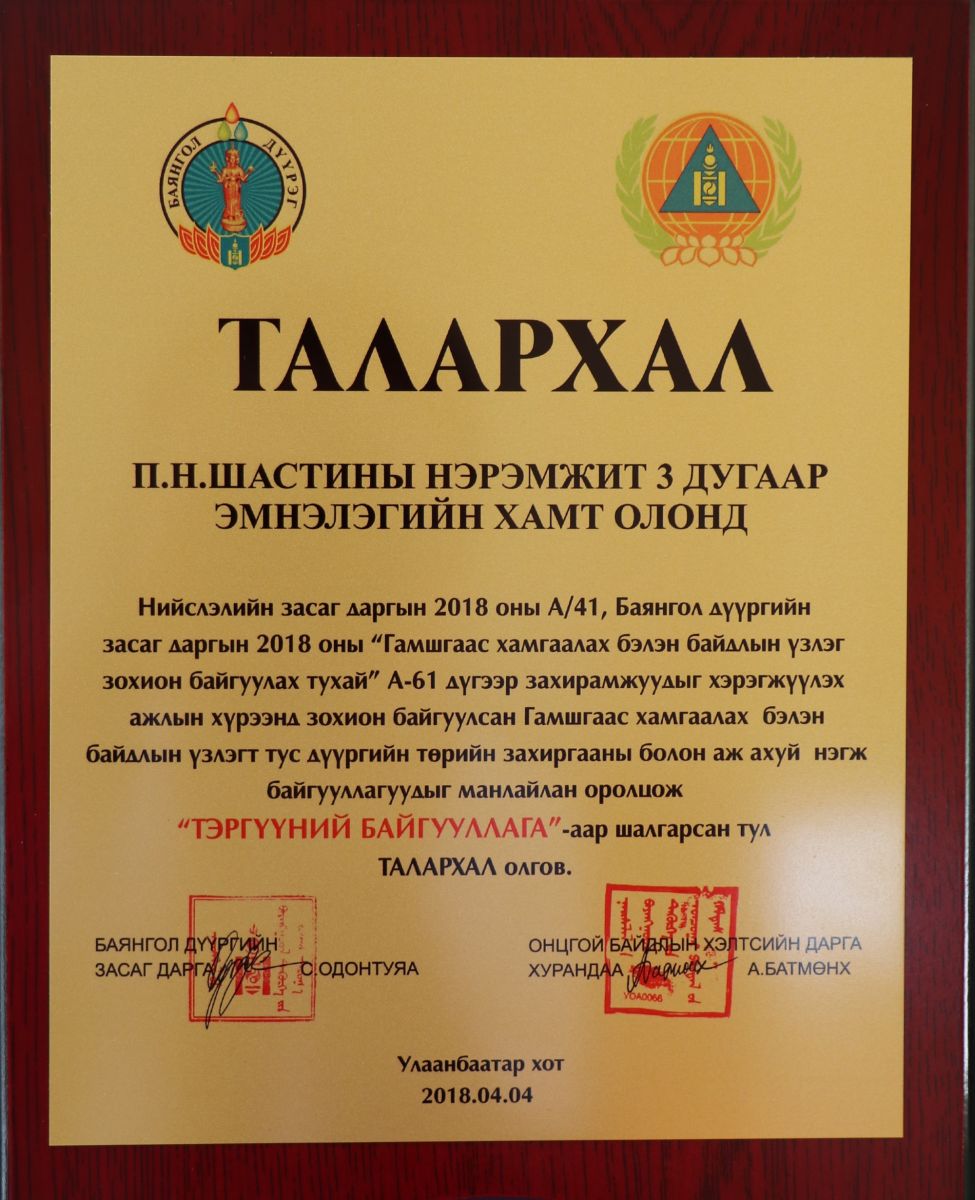 БАЯНГОЛ ДҮҮРЭГ
ТАЛАРХАЛ
П.Н.ШАСТИНЫ НЭРЭМЖИТ 3 ДУГААР
ЭМНЭЛЭГИЙН ХАМТ ОЛОНД
Нийслэлийн засаг даргын 2018 оны А/41, Баянгол дүүргийн
засаг даргын 2018 оны “Гамшгаас хамгаалах бэлэн байдлын үзлэг
зохион байгуулах тухай” А-61 дүгээр захирамжуудыг хэрэгжүүлэх
ажлын хүрээнд зохион байгуулсан Гамшгаас хамгаалах бэлэн
байдлын үзлэгт тус дүүргийн төрийн захиргааны болон аж ахуй нэгж
байгууллагуудыг манлайлан оролцож
“ТЭРГҮҮНИЙ БАЙГУУЛЛАГА”-аар шалгарсан тул
ТАЛАРХАЛ олгов.
БАЯНГОЛ ДҮҮРГИЙН
ЗАСАГ ДАРГА С.ОДОНТУЯА
ОНЦГОЙ БАЙДЛЫН ХЭЛТСИЙН ДАРГА
ХУРАНДАА А.БАТМӨНХ
УОА0066
Улаанбаатар хот
2018.04.04